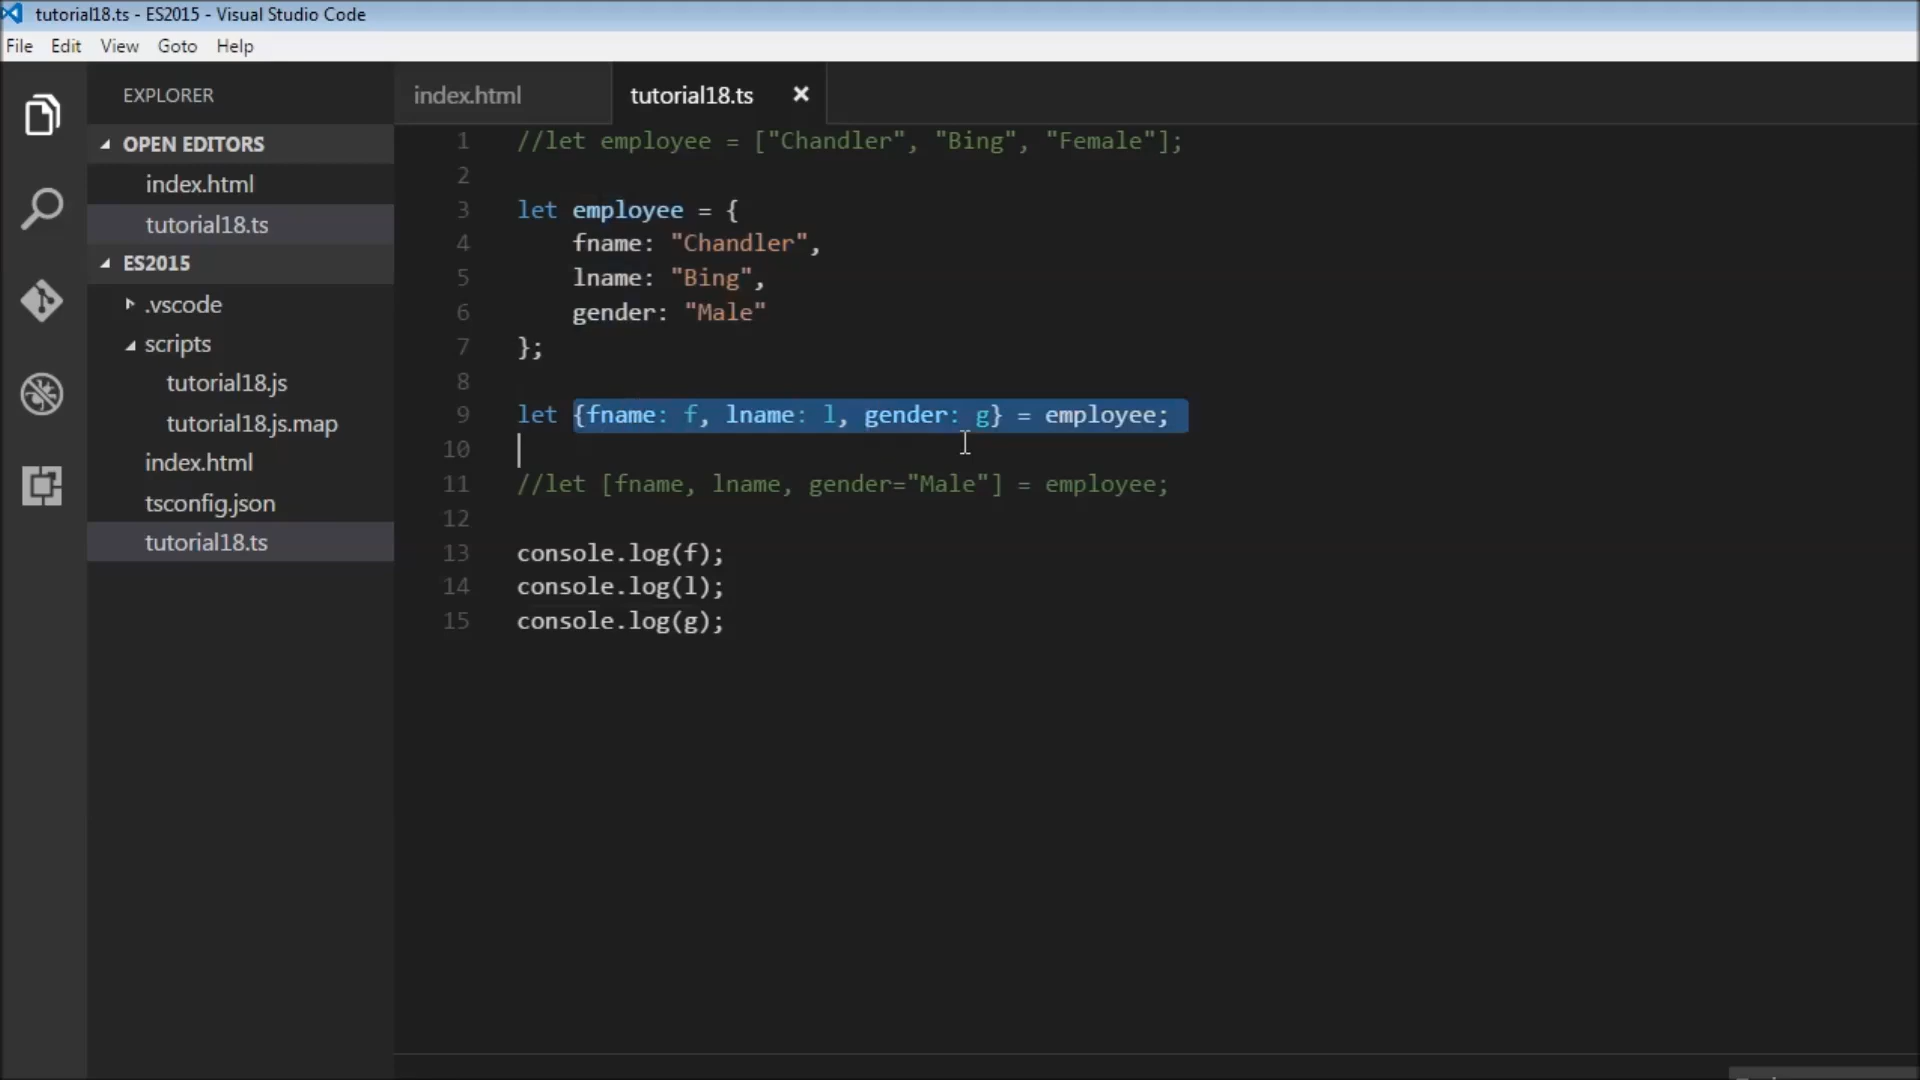 tutorial18.ts - ES2015 - Visual Studio Code
File Edit View Goto Help
EXPLORER
OPEN EDITORS
index.html
tutorial18.ts
ES2015
.vscode
scripts
tutorial18.js
tutorial18.js.map
index.html
tsconfig.json
tutorial18.ts
index.html tutorial18.ts
1 //let employee = ["Chandler", "Bing", "Female"];
2
3 let employee = {
4 fname: "Chandler",
5 lname: "Bing",
6 gender: "Male"
7 };
8
9 let {fname: f, lname: l, gender: g} = employee;
10
11 //let [fname, lname, gender="Male"] = employee;
12
13 console.log(f);
14 console.log(l);
15 console.log(g);